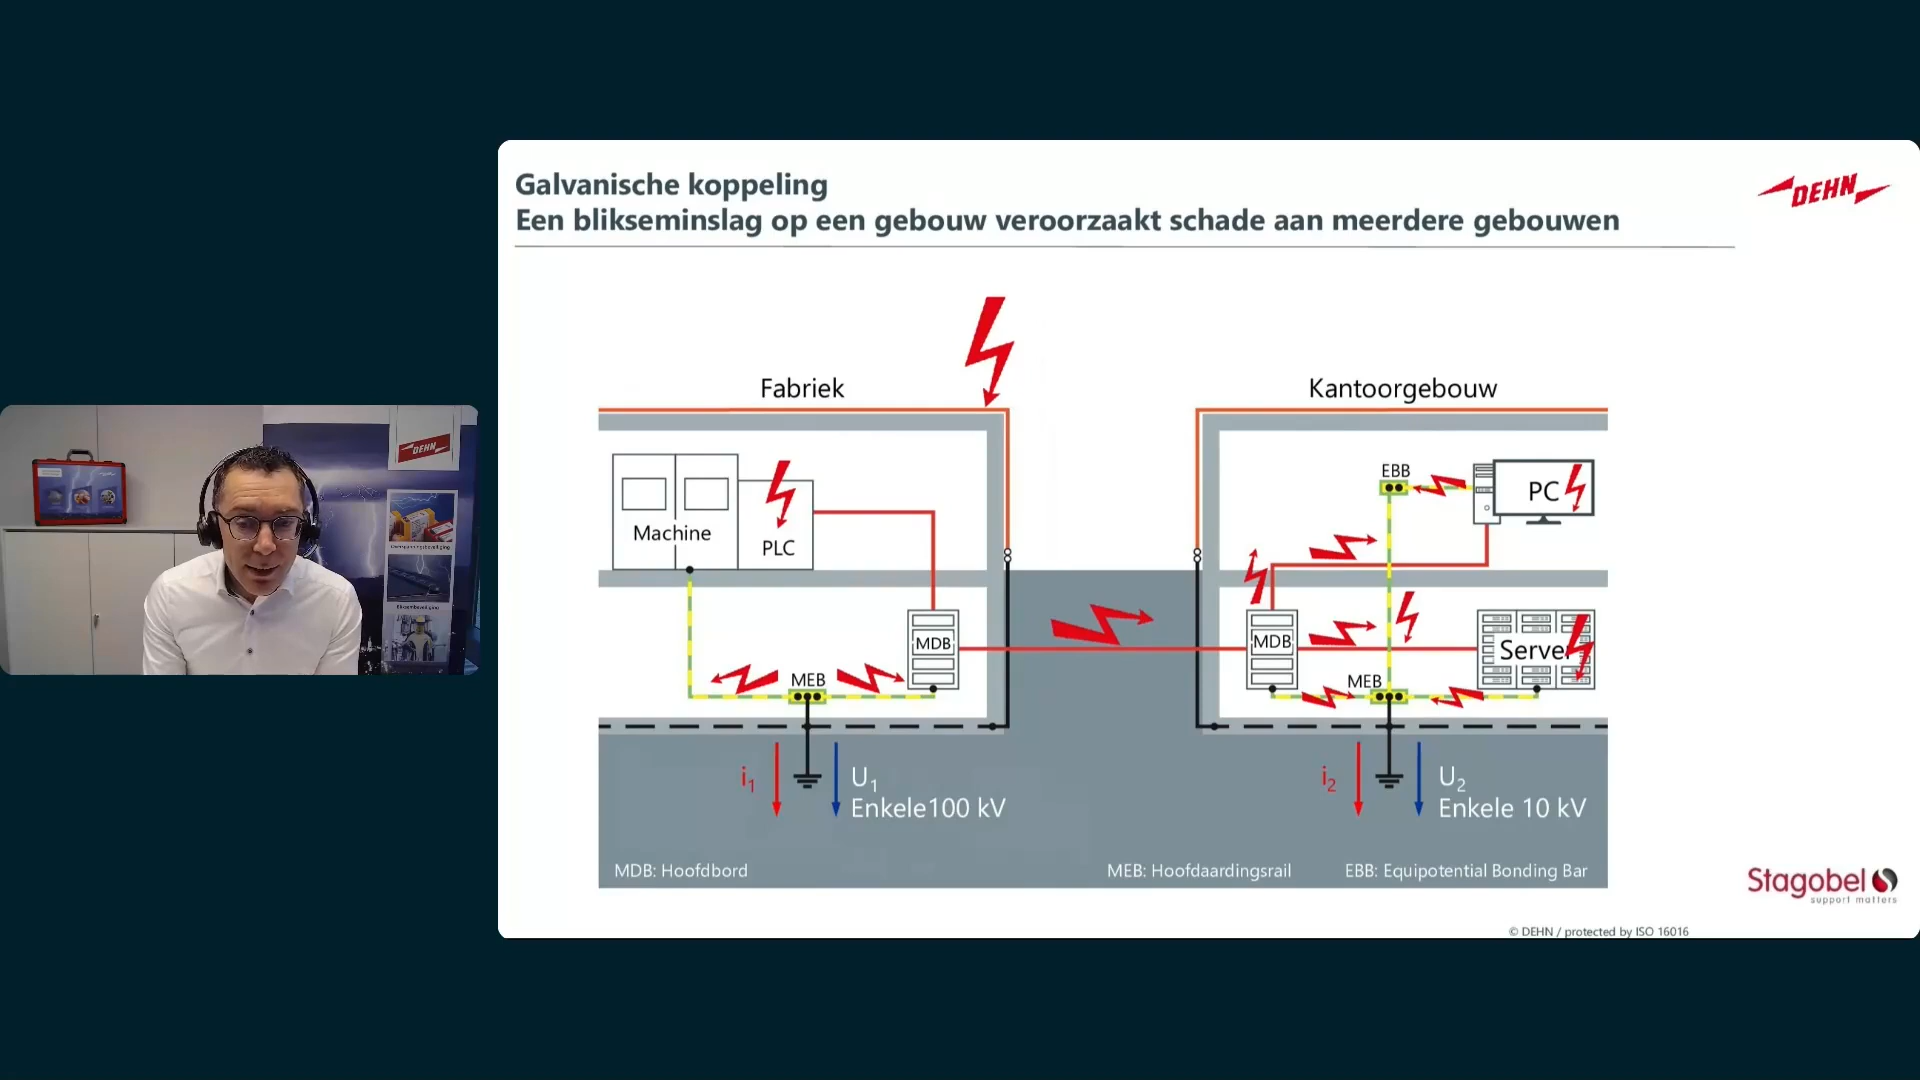 Galvanische koppeling
Een blikseminslag op een gebouw veroorzaakt schade aan meerdere gebouwen
DEHN
Fabriek
Kantoorgebouw
EBB
PC
Machine
PLC
MDB
MDB
Server
MEB
MEB
i1
U1
Enkele100 kV
i2
U2
Enkele 10 kV
MDB: Hoofdbord
MEB: Hoofdaardingsrail
EBB: Equipotential Bonding Bar
Stagobel
support matters
© DEHN / protected by ISO 16016
DEHN
Bliksembeveiliging